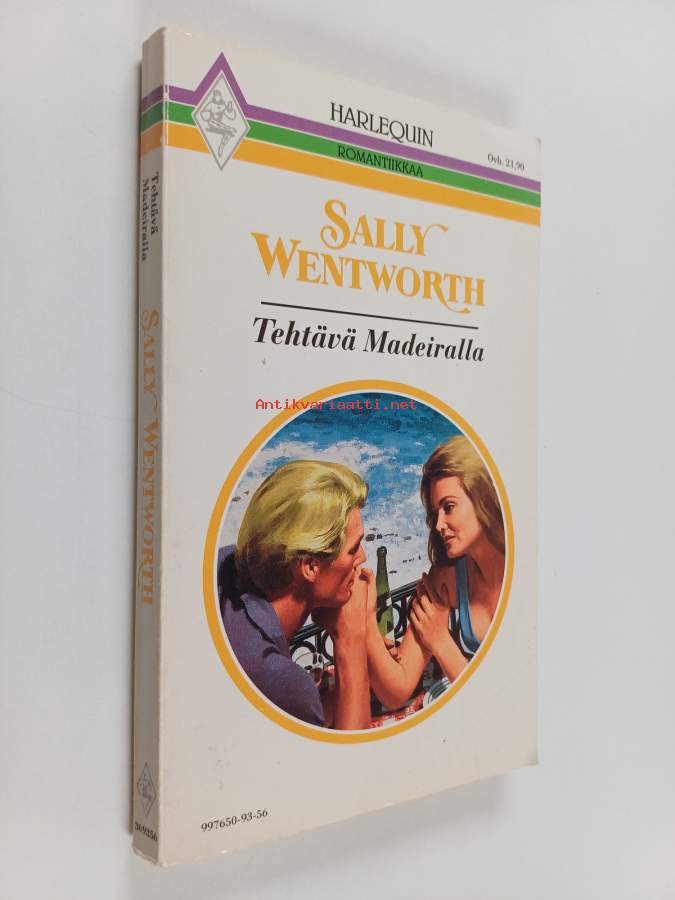 HARLEQUIN
ROMANTIIKKAA
Ovh. 21,90
SALLY
WENTWORTH
Tehtävä Madeiralla
Antikvariaatti.net
997650-93-56
Tehtävä
Madeiralla
SALLY WENTWORTH